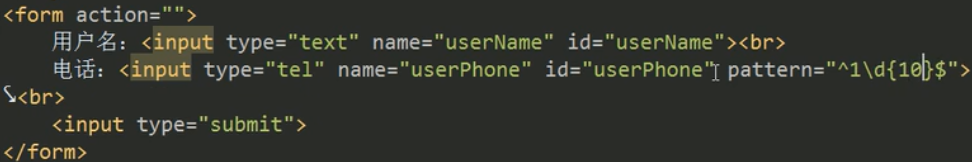 <form action="">
用户名：<input type="text" name="userName" id="userName"><br>
电话：<input type="tel" name="userPhone" id="userPhone" pattern="^1\d{10}$">
<br>
<input type="submit">
</form>